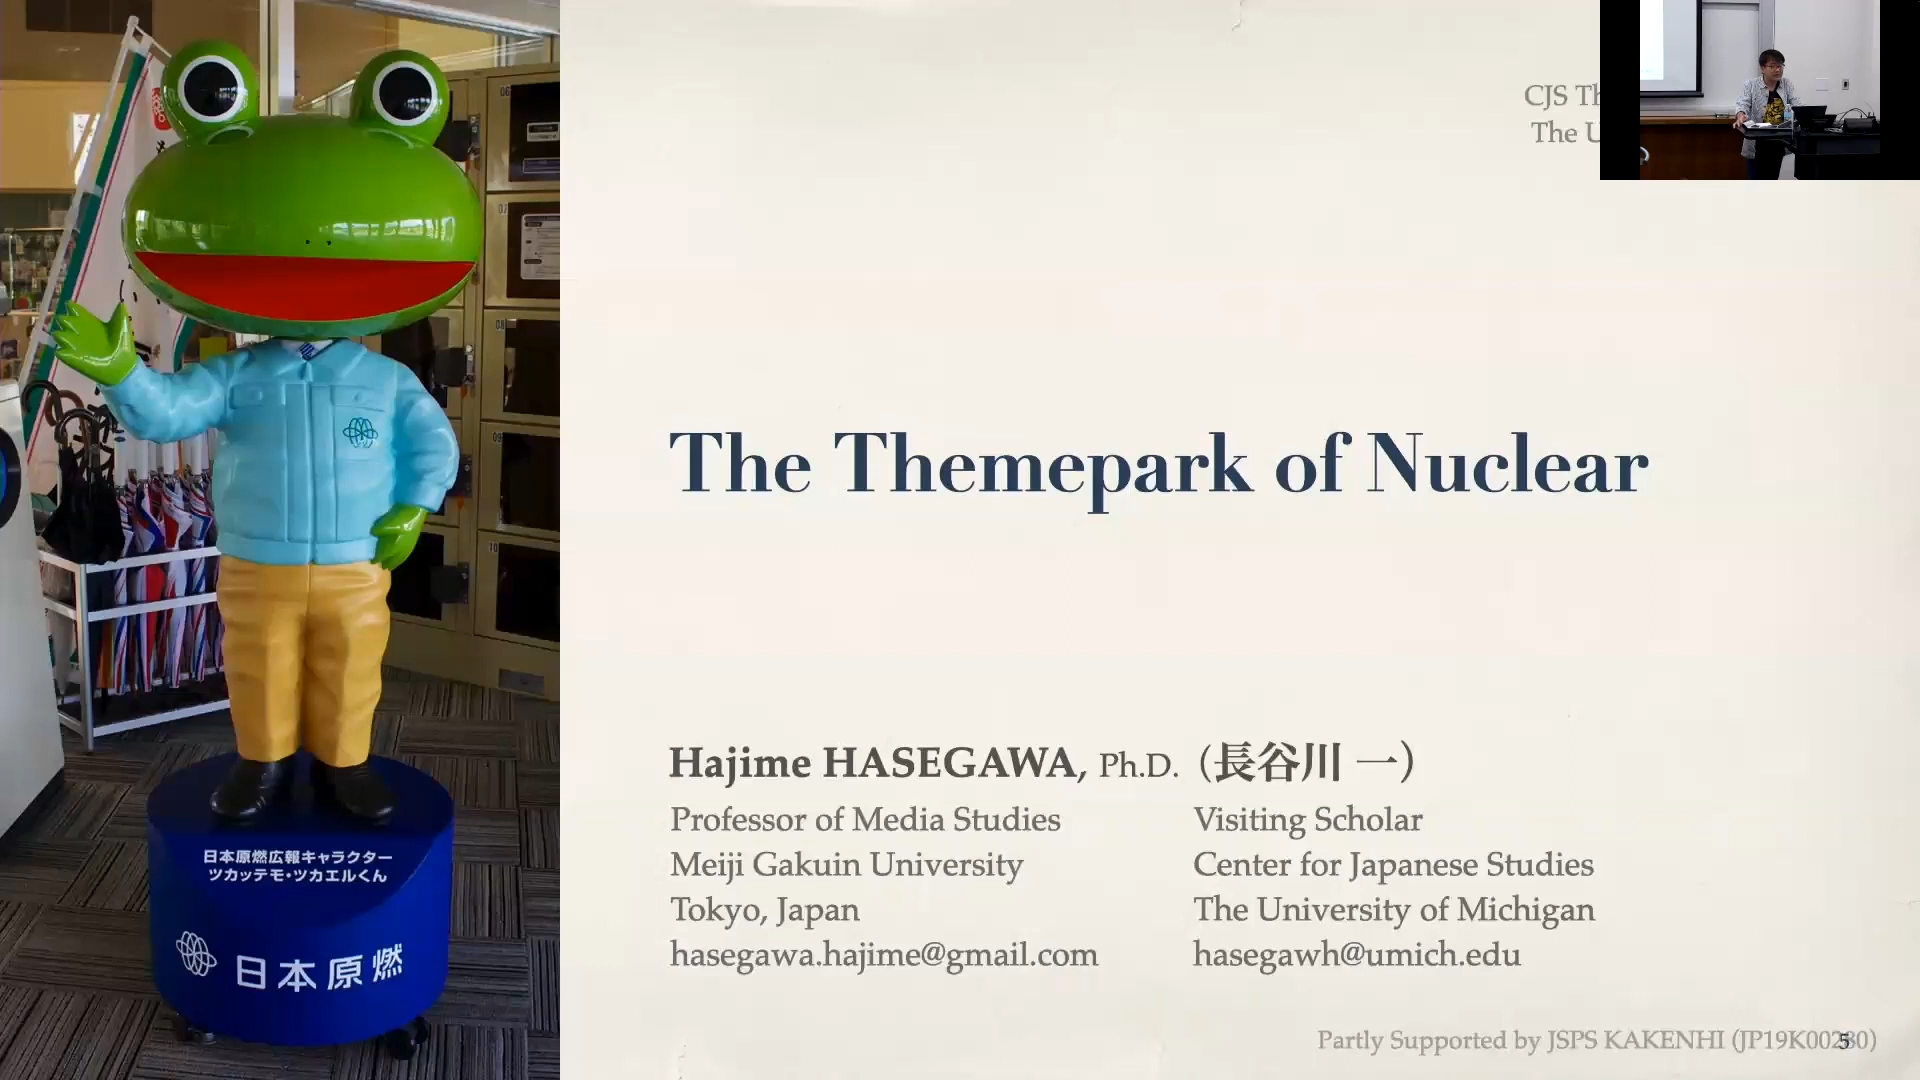 CJS Th
The U
The Themepark of Nuclear
Hajime HASEGAWA, Ph.D. (長谷川 一)
Professor of Media Studies
Meiji Gakuin University
Tokyo, Japan
hasegawa.hajime@gmail.com
Visiting Scholar
Center for Japanese Studies
The University of Michigan
hasegawh@umich.edu
日本原燃広報キャラクター
ツカッテモ・ツカエルくん
日本原燃
Partly Supported by JSPS KAKENHI (JP19K00230)
5